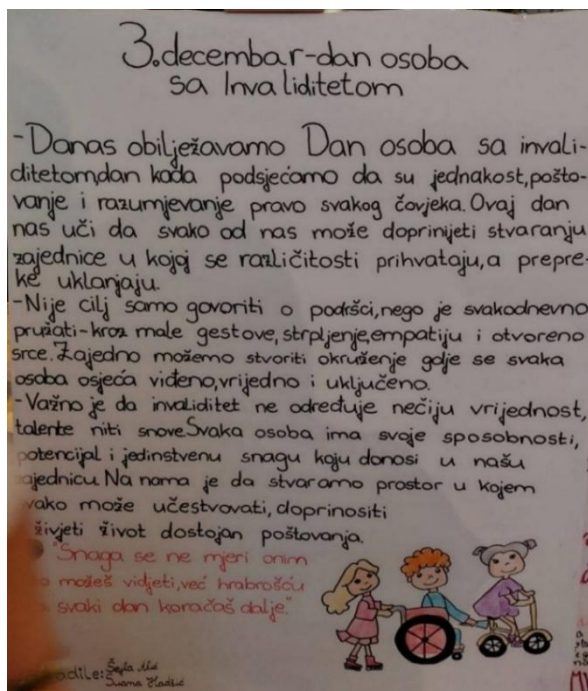 3.decembar-dan osoba
sa Invaliditetom
-Danas obilježavamo Dan osoba sa invali-
ditetom,dan kada podsjećamo da su jednakost,pošto-
vanje i razumjevanje pravo svakog čovjeka.Ovaj dan
nas uči da svako od nas može doprinijeti stvaranju
zajednice u kojoj se različitosti prihvataju,a prepre-
ke uklanjaju.
-Nije cilj samo govoriti o podršci,nego je svakodnevno
pružati-kroz male gestove,strpljenje,empatiju i otvoreno
srce.Zajedno možemo stvoriti okruženje gdje se svaka
osoba osjeća viđeno,vrijedno i uključeno.
-Važno je da invaliditet ne određuje nečiju vrijednost,
talente niti snove.Svaka osoba ima svoje sposobnosti,
potencijal i jedinstvenu snagu koju donosi u našu
zajednicu.Na nama je da stvaramo prostor u kojem
svako može učestvovati,doprinositi
živjeti život dostojan poštovanja.
"Snaga se ne mjeri onim
možeš vidjeti,već hrabrošću
svaki dan koračaš dalje."
Šejla